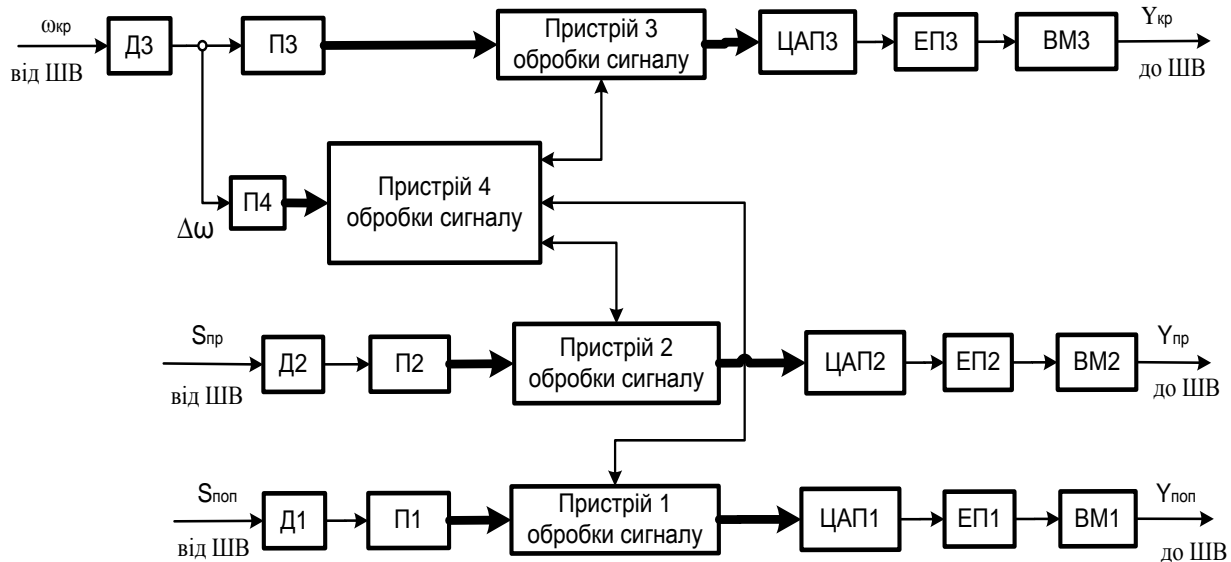 ωкр
від ШВ
Д3
П3
Пристрій 3
обробки сигналу
ЦАП3
ЕП3
ВМ3
Yкр
до ШВ
Δω
П4
Пристрій 4
обробки сигналу
Sпр
від ШВ
Д2
П2
Пристрій 2
обробки сигналу
ЦАП2
ЕП2
ВМ2
Yпр
до ШВ
Sпоп
від ШВ
Д1
П1
Пристрій 1
обробки сигналу
ЦАП1
ЕП1
ВМ1
Yпоп
до ШВ